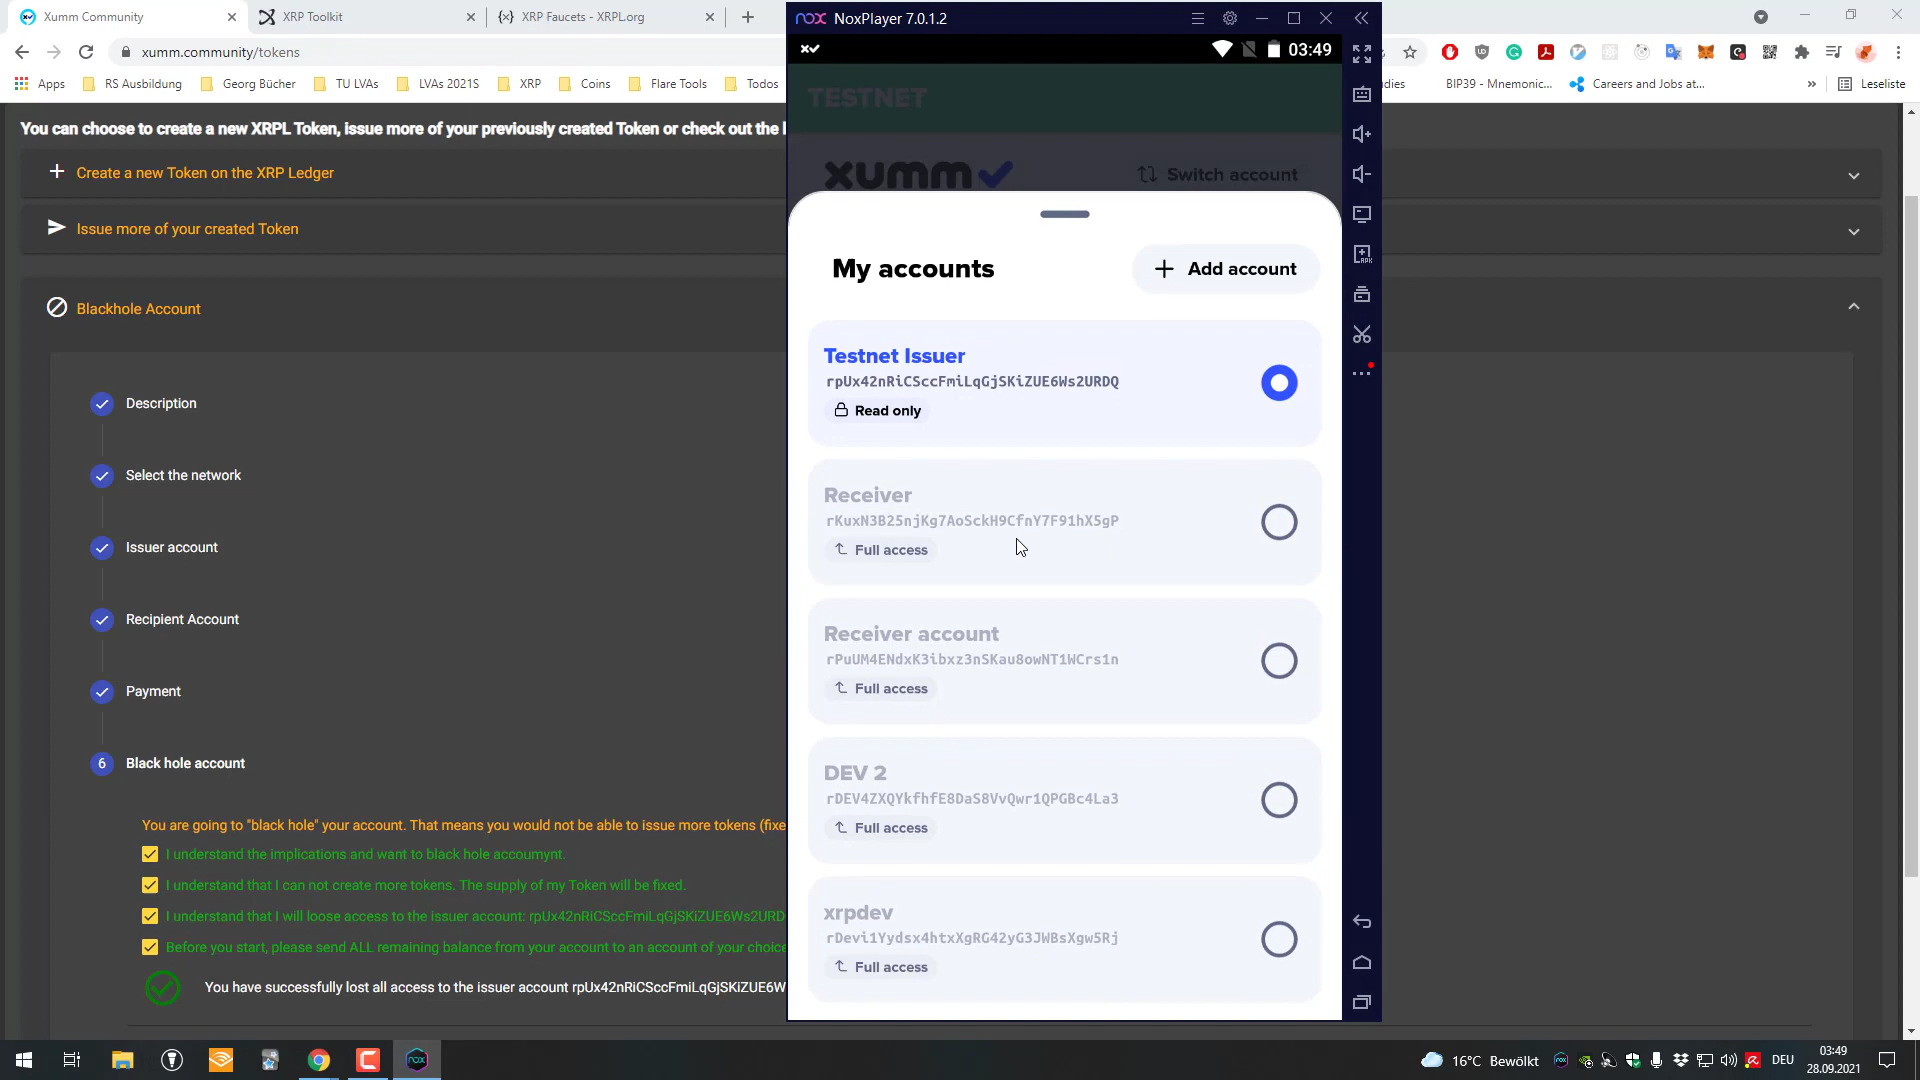 Xumm Community
XRP Toolkit
XRP Faucets - XRPL.org
xumm.community/tokens
Apps
RS Ausbildung
Georg Bücher
TU LVAs
LVAs 2021S
XRP
Coins
Flare Tools
Todos
BIP39 - Mnemonic...
Careers and Jobs at...
»
Leseliste
You can choose to create a new XRPL Token, issue more of your previously created Token or check out the
Create a new Token on the XRP Ledger
Issue more of your created Token
Blackhole Account
Description
Select the network
Issuer account
Recipient Account
Payment
6 Black hole account
You are going to "black hole" your account. That means you would not be able to issue more tokens (fixe
I understand the implications and want to black hole accoumynt.
I understand that I can not create more tokens. The supply of my Token will be fixed.
I understand that I will loose access to the issuer account: rpUx42nRiCSccFmiLqGjSKiZUE6Ws2URD
Before you start, please send ALL remaining balance from your account to an account of your choice
You have successfully lost all access to the issuer account rpUx42nRiCSccFmiLqGjSKiZUE6W
nox NoxPlayer 7.0.1.2
03:49
TESTNET
xumm
Switch account
My accounts
Add account
Testnet Issuer
rpUx42nRiCSccFmiLqGjSKiZUE6Ws2URDQ
Read only
Receiver
rKuxN3B25njKg7AoSckH9CfnY7F91hX5gP
Full access
Receiver account
rPuUM4ENdxK3ibxz3nSKau8owNT1WCrs1n
Full access
DEV 2
rDEV4ZXQYkfhfE8DaS8VvQwr1QPGBc4La3
Full access
xrpdev
rDevi1Yydsx4htxXgRG42yG3JWBsXgw5Rj
Full access
16°C Bewölkt
DEU
03:49
28.09.2021